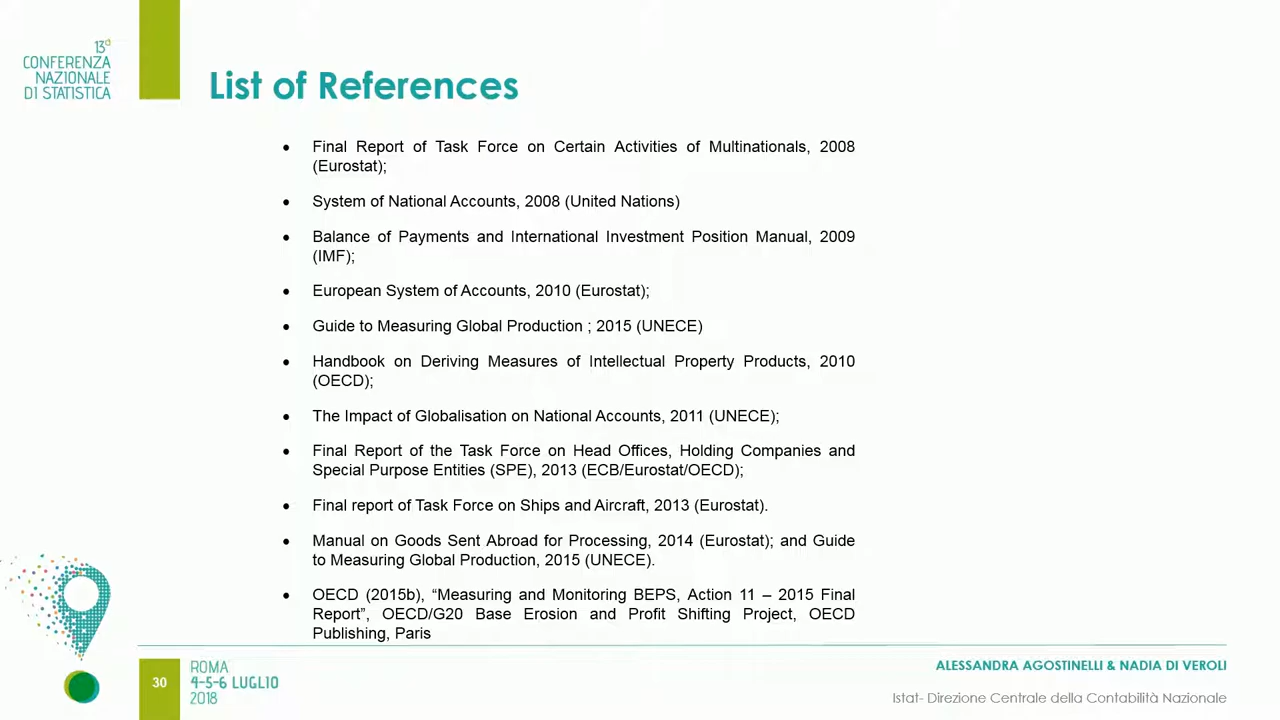 13ª
CONFERENZA
NAZIONALE
DI STATISTICA
List of References
• Final Report of Task Force on Certain Activities of Multinationals, 2008
(Eurostat);
• System of National Accounts, 2008 (United Nations)
• Balance of Payments and International Investment Position Manual, 2009
(IMF);
• European System of Accounts, 2010 (Eurostat);
• Guide to Measuring Global Production ; 2015 (UNECE)
• Handbook on Deriving Measures of Intellectual Property Products, 2010
(OECD);
• The Impact of Globalisation on National Accounts, 2011 (UNECE);
• Final Report of the Task Force on Head Offices, Holding Companies and
Special Purpose Entities (SPE), 2013 (ECB/Eurostat/OECD);
• Final report of Task Force on Ships and Aircraft, 2013 (Eurostat).
• Manual on Goods Sent Abroad for Processing, 2014 (Eurostat); and Guide
to Measuring Global Production, 2015 (UNECE).
• OECD (2015b), “Measuring and Monitoring BEPS, Action 11 – 2015 Final
Report”, OECD/G20 Base Erosion and Profit Shifting Project, OECD
Publishing, Paris
30
ROMA
4-5-6 LUGLIO
2018
ALESSANDRA AGOSTINELLI & NADIA DI VEROLI
Istat- Direzione Centrale della Contabilità Nazionale